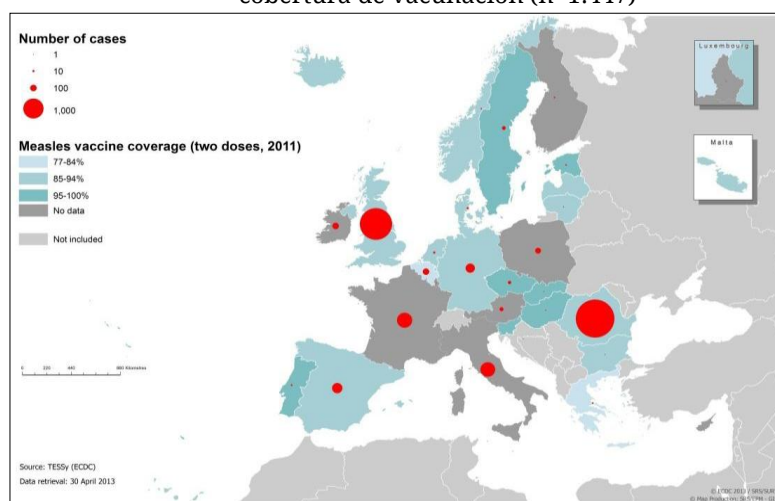 cobertura de vacunación (n=1.117)
Number of cases
1
10
100
1,000
Measles vaccine coverage (two doses, 2011)
77-84%
85-94%
95-100%
No data
Not included
Luxembourg
Malta
Source: TESSy (ECDC)
Data retrieval: 30 April 2013